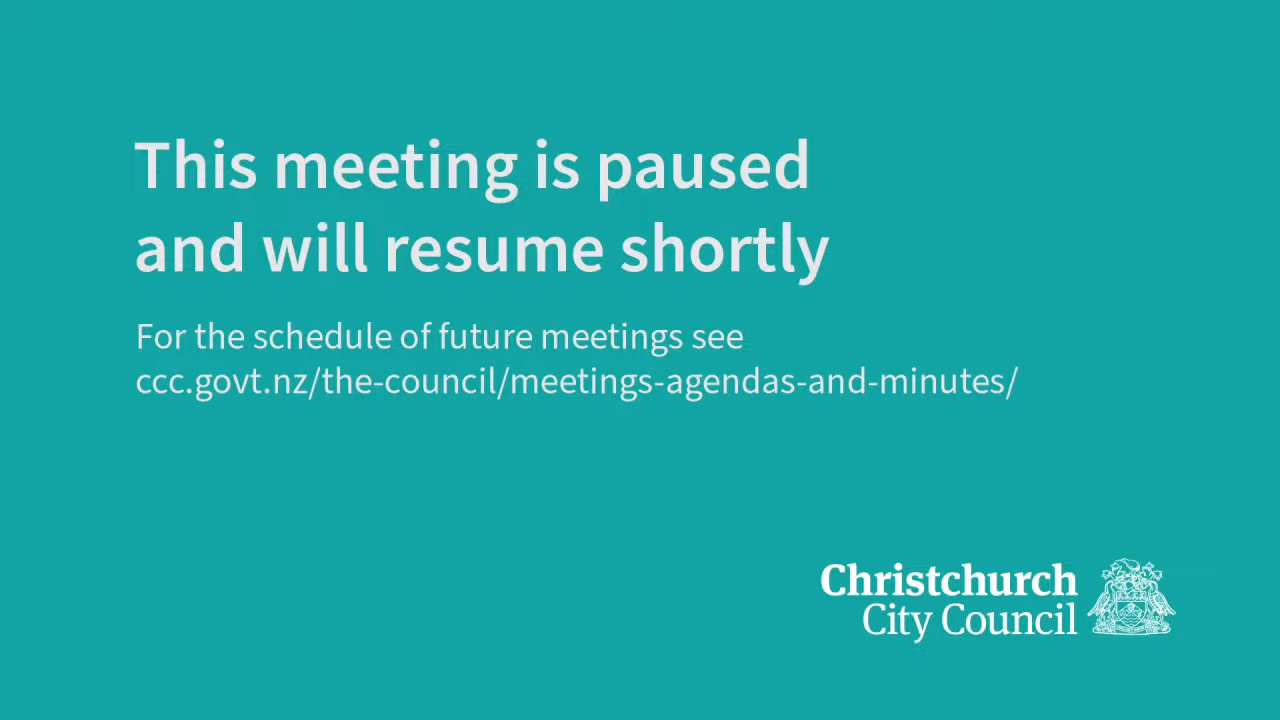 This meeting is paused
and will resume shortly
For the schedule of future meetings see
ccc.govt.nz/the-council/meetings-agendas-and-minutes/
Christchurch
City Council